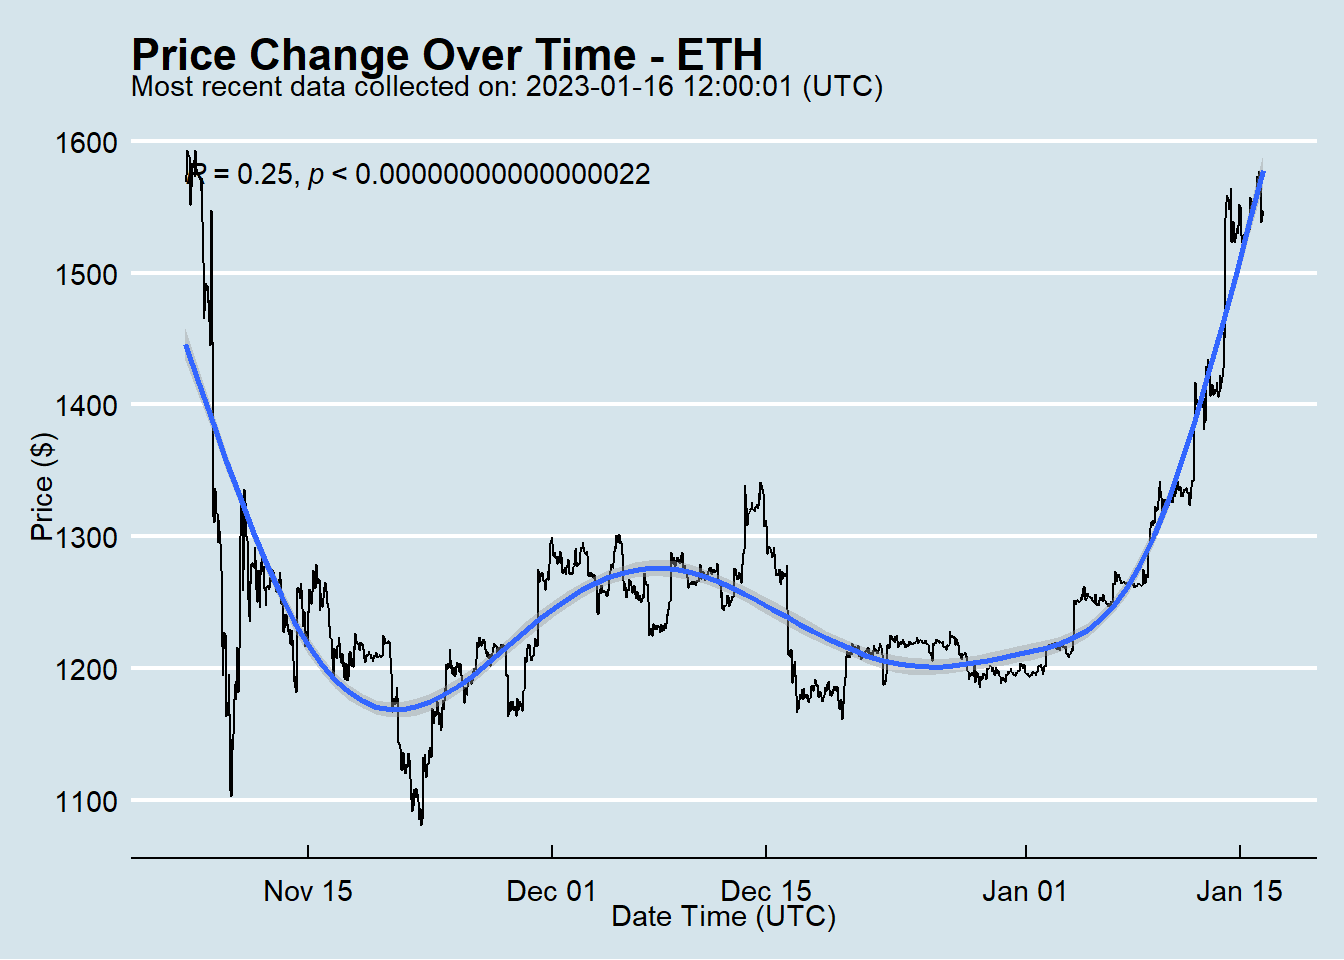 Price Change Over Time - ETH
Most recent data collected on: 2023-01-16 12:00:01 (UTC)
R = 0.25, p < 0.00000000000000022
1600
1500
1400
1300
1200
1100
Price ($)
Nov 15 Dec 01 Dec 15 Jan 01 Jan 15
Date Time (UTC)